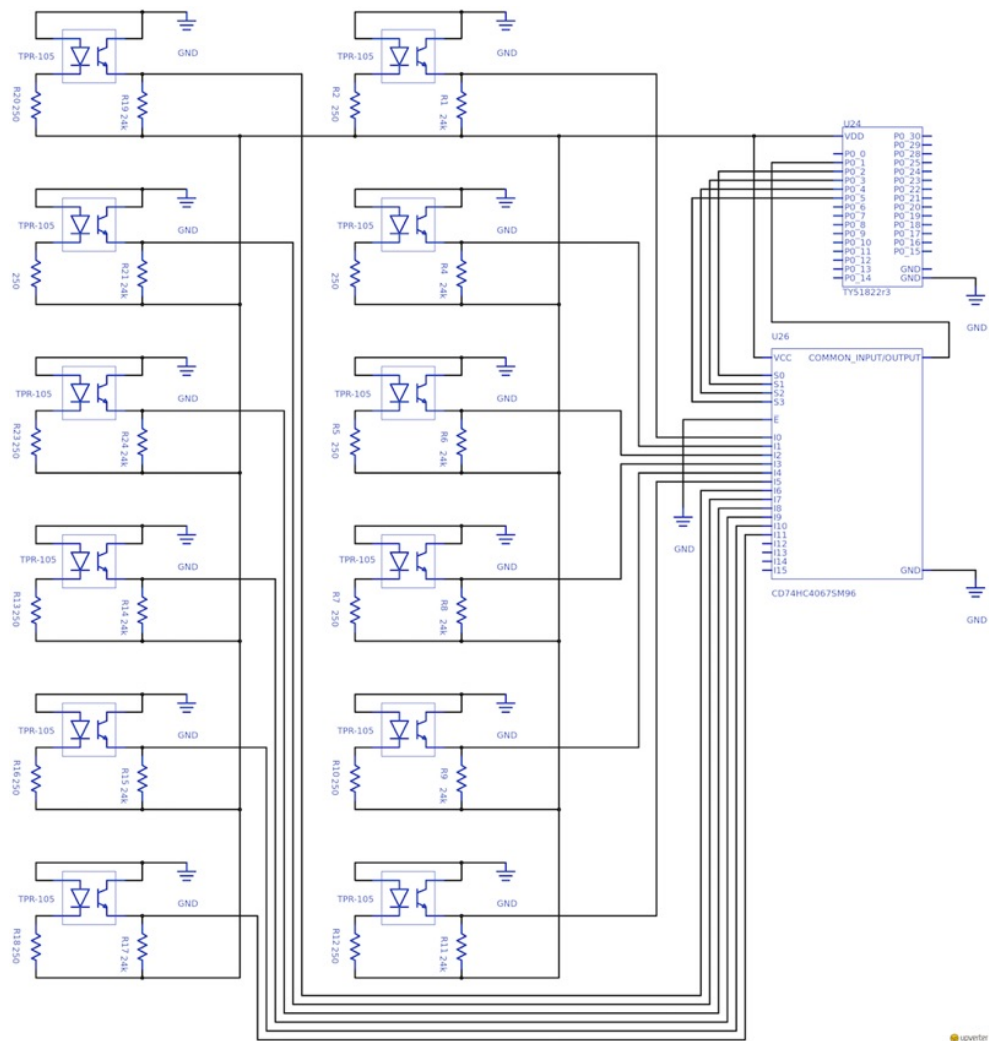 GND
TPR-105
R20 250
R19 24k
GND
TPR-105
R2 250
R1 24k
GND
TPR-105
250
R21 24k
GND
TPR-105
250
R4 24k
GND
TPR-105
R23 250
R24 24k
GND
TPR-105
R5 250
R6 24k
GND
TPR-105
R13 250
R14 24k
GND
TPR-105
R7 250
R8 24k
GND
TPR-105
R16 250
R15 24k
GND
TPR-105
R10 250
R9 24k
GND
TPR-105
R18 250
R17 24k
GND
TPR-105
R12 250
R11 24k
U24
VDD
P0_0
P0_1
P0_2
P0_3
P0_4
P0_5
P0_6
P0_7
P0_8
P0_9
P0_10
P0_11
P0_12
P0_13
P0_14
P0_30
P0_29
P0_28
P0_25
P0_24
P0_23
P0_22
P0_21
P0_20
P0_19
P0_18
P0_17
P0_16
P0_15
GND
GND
TY51822r3
GND
U26
VCC
COMMON_INPUT/OUTPUT
S0
S1
S2
S3
E
I0
I1
I2
I3
I4
I5
I6
I7
I8
I9
I10
I11
I12
I13
I14
I15
GND
GND
CD74HC4067SM96
GND
upverter